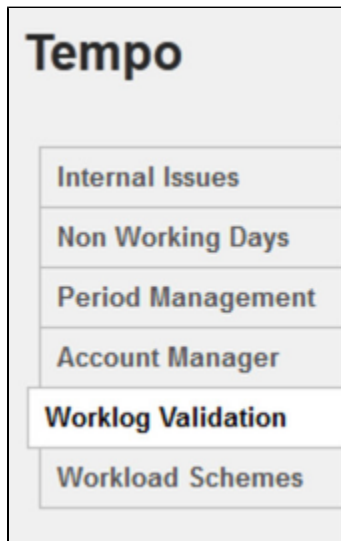 Tempo
Internal Issues
Non Working Days
Period Management
Account Manager
Worklog Validation
Workload Schemes